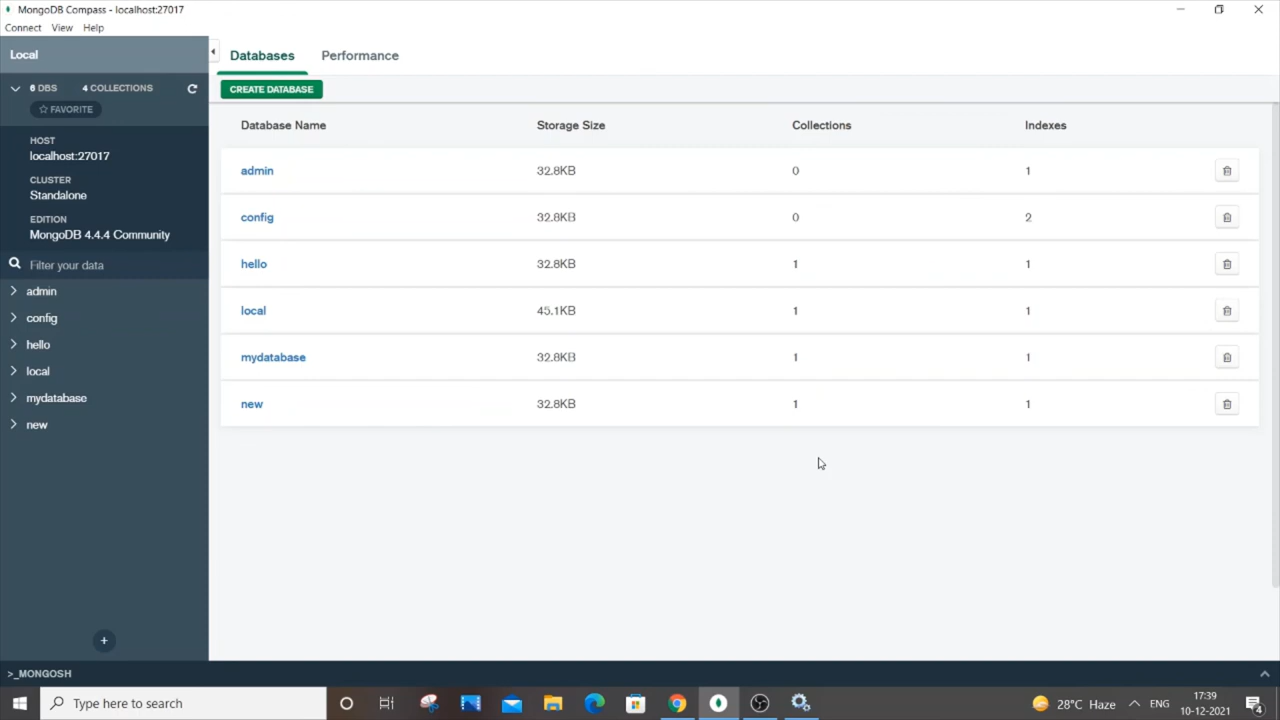 MongoDB Compass - localhost:27017
Connect View Help
Local
6 DBS 4 COLLECTIONS
FAVORITE
HOST
localhost:27017
CLUSTER
Standalone
EDITION
MongoDB 4.4.4 Community
Filter your data
admin
config
hello
local
mydatabase
new
>_MONGOSH
Databases Performance
CREATE DATABASE
Database Name Storage Size Collections Indexes
admin 32.8KB 0 1
config 32.8KB 0 2
hello 32.8KB 1 1
local 45.1KB 1 1
mydatabase 32.8KB 1 1
new 32.8KB 1 1
Type here to search
28°C Haze
ENG
17:39
10-12-2021
4